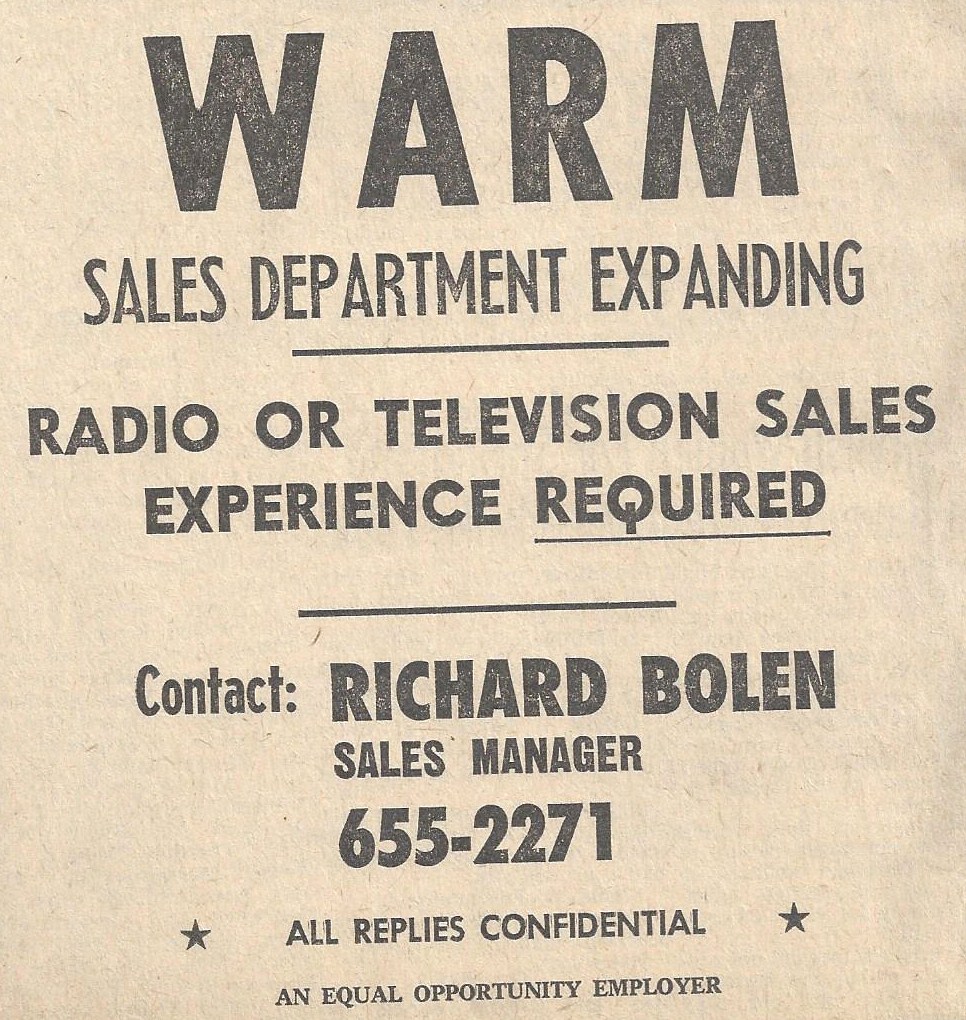 WARM
SALES DEPARTMENT EXPANDING
RADIO OR TELEVISION SALES
EXPERIENCE REQUIRED
Contact: RICHARD BOLEN
SALES MANAGER
655-2271
★ ALL REPLIES CONFIDENTIAL ★
AN EQUAL OPPORTUNITY EMPLOYER